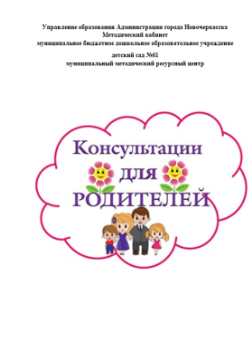 Управление образования Администрации города Новочеркасска
Методический кабинет
муниципальное бюджетное дошкольное образовательное учреждение
детский сад №61
муниципальный методический ресурсный центр
Консультации
для
РОДИТЕЛЕЙ